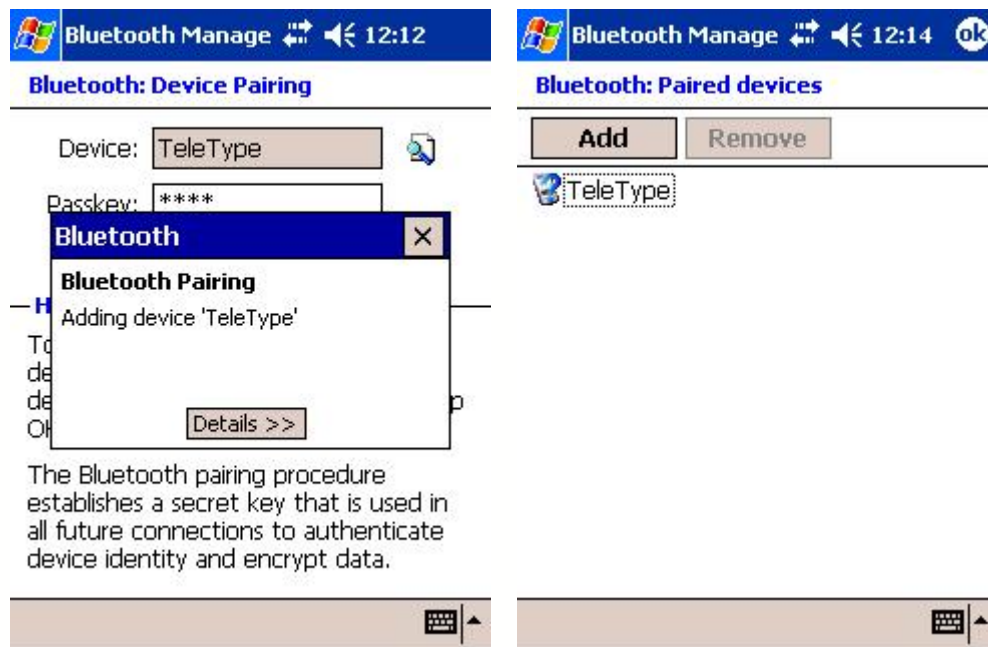 Bluetooth Manage 12:12
Bluetooth: Device Pairing
Device: TeleType
Passkey: ****
Bluetooth
Bluetooth Pairing
Adding device 'TeleType'
Details >>
The Bluetooth pairing procedure
establishes a secret key that is used in
all future connections to authenticate
device identity and encrypt data.
Bluetooth Manage 12:14 ok
Bluetooth: Paired devices
Add Remove
TeleType